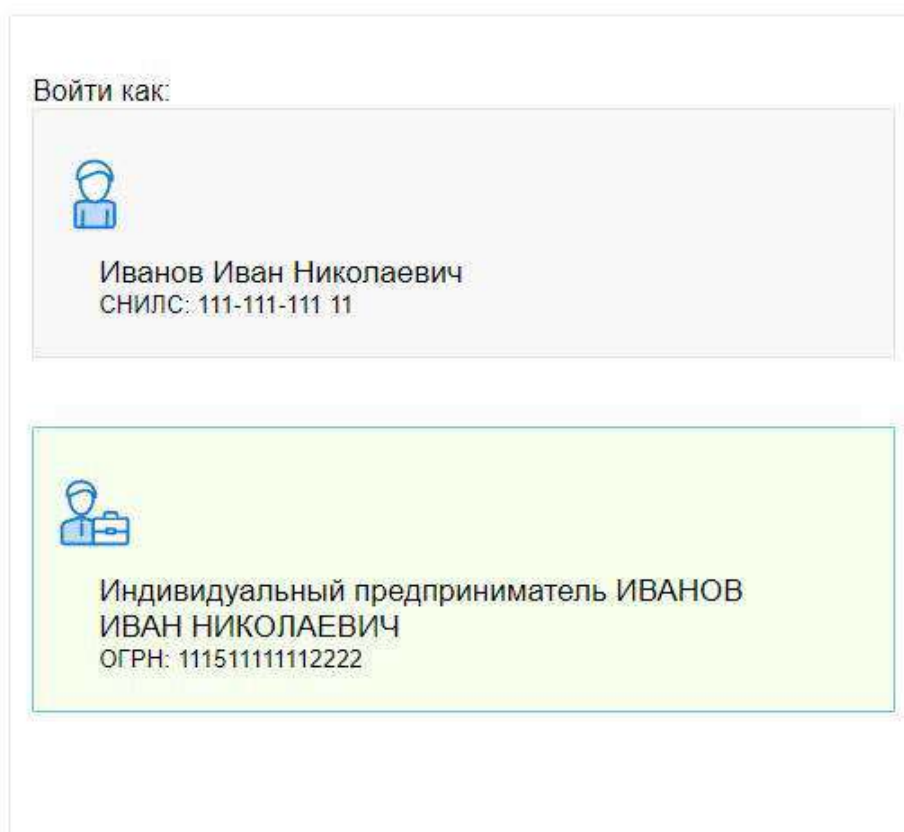 Войти как:
Иванов Иван Николаевич
СНИЛС: 111-111-111 11
Индивидуальный предприниматель ИВАНОВ
ИВАН НИКОЛАЕВИЧ
ОГРН: 111511111112222